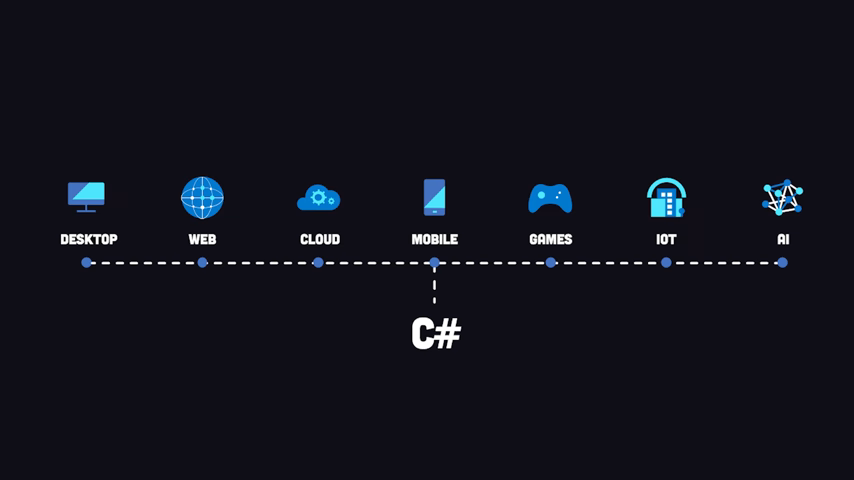 DESKTOP WEB CLOUD MOBILE GAMES IOT AI
C#